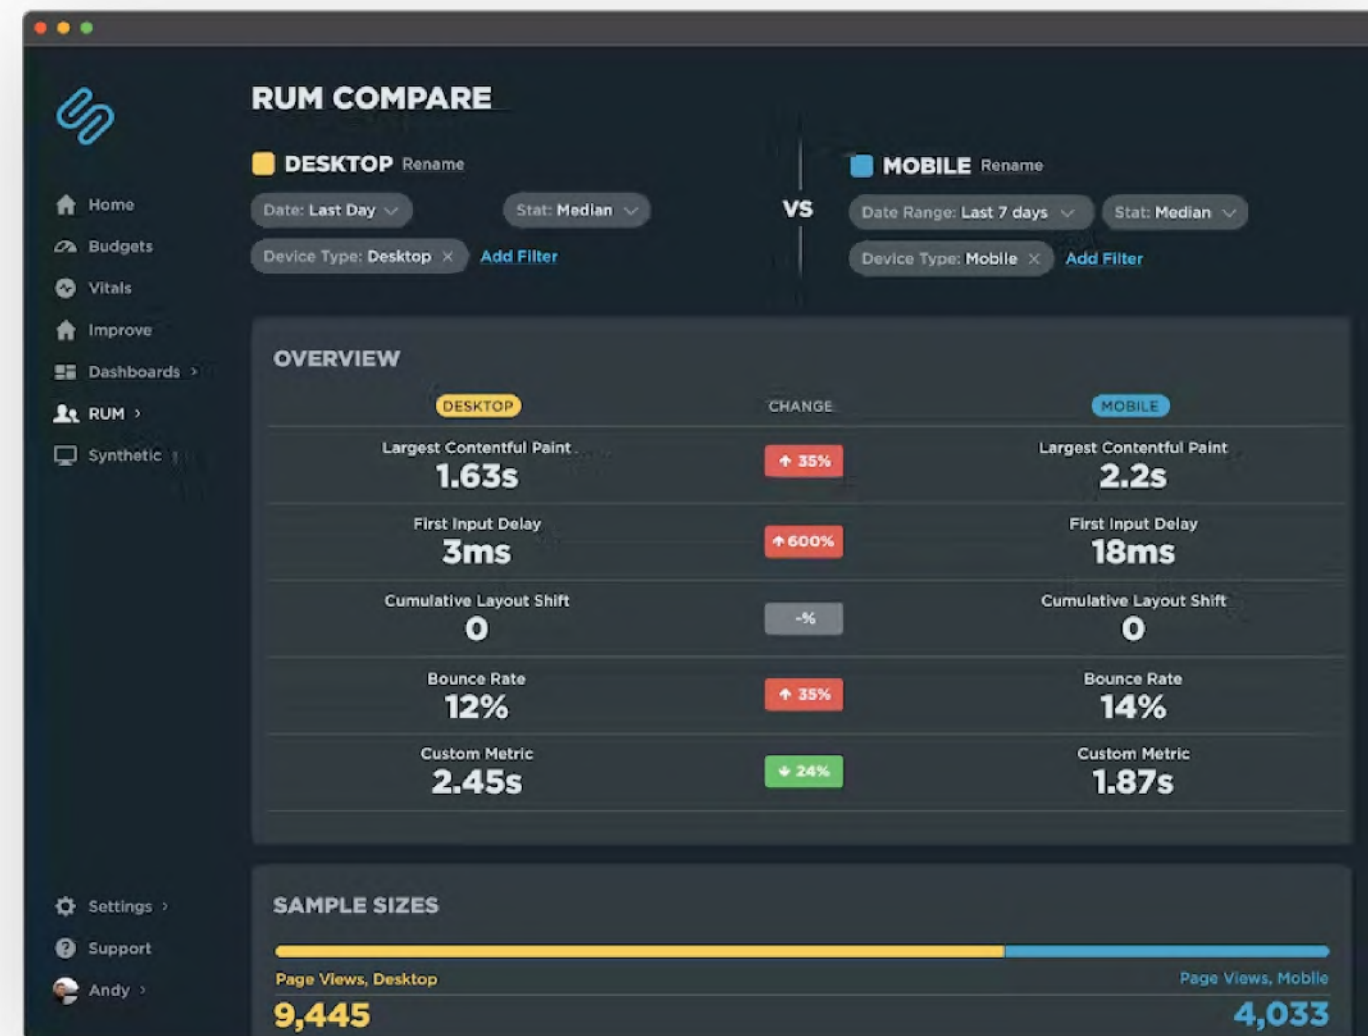 RUM COMPARE
DESKTOP Rename
Date: Last Day
Stat: Median
Device Type: Desktop ×
Add Filter
VS
MOBILE Rename
Date Range: Last 7 days
Stat: Median
Device Type: Mobile ×
Add Filter
Home
Budgets
Vitals
Improve
Dashboards >
RUM >
Synthetic
Settings >
Support
Andy >
OVERVIEW
DESKTOP CHANGE MOBILE
Largest Contentful Paint Largest Contentful Paint
1.63s ↑ 35% 2.2s
First Input Delay First Input Delay
3ms ↑ 600% 18ms
Cumulative Layout Shift Cumulative Layout Shift
0 -% 0
Bounce Rate Bounce Rate
12% ↑ 35% 14%
Custom Metric Custom Metric
2.45s ↓ 24% 1.87s
SAMPLE SIZES
Page Views, Desktop Page Views, Mobile
9,445 4,033